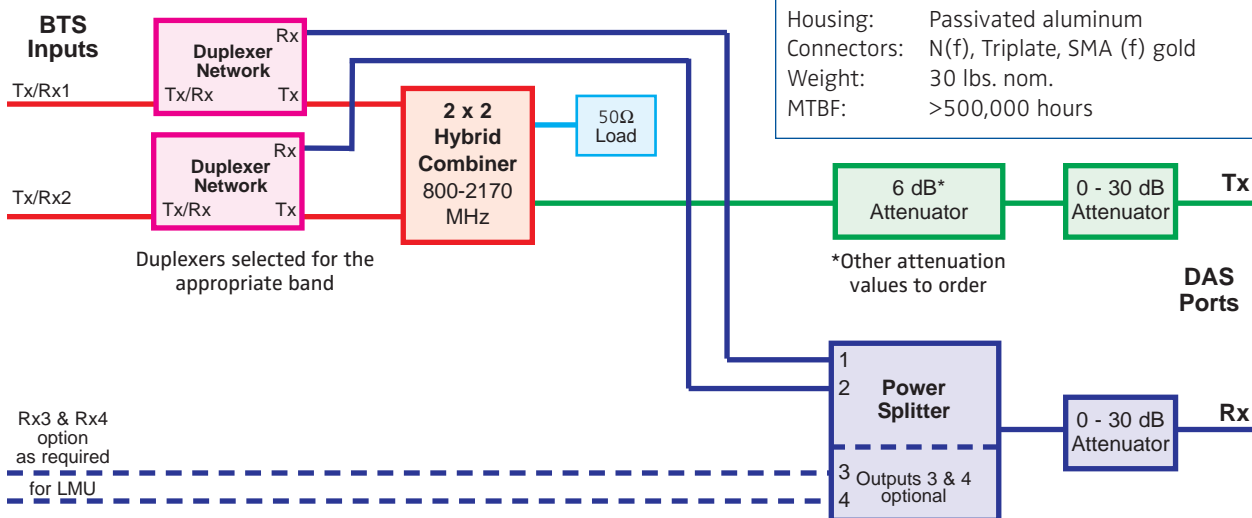 BTS
Inputs
Tx/Rx1
Rx
Duplexer
Network
Tx/Rx Tx
Tx/Rx2
Rx
Duplexer
Network
Tx/Rx Tx
Duplexers selected for the
appropriate band
2 x 2
Hybrid
Combiner
800-2170
MHz
50Ω
Load
Housing: Passivated aluminum
Connectors: N(f), Triplate, SMA (f) gold
Weight: 30 lbs. nom.
MTBF: >500,000 hours
6 dB*
Attenuator
*Other attenuation
values to order
0 - 30 dB
Attenuator
Tx
DAS
Ports
1
2
Power
Splitter
3
4
Outputs 3 & 4
optional
0 - 30 dB
Attenuator
Rx
Rx3 & Rx4
option
as required
for LMU